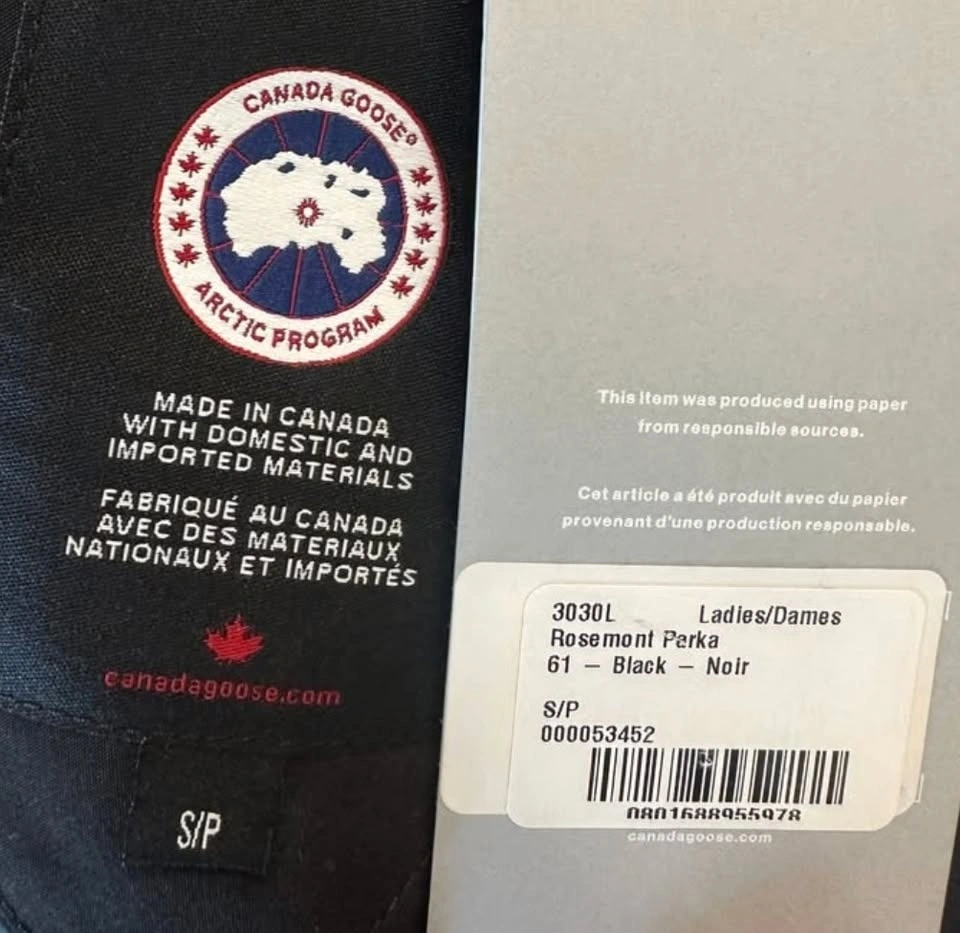 CANADA GOOSE®
ARCTIC PROGRAM
MADE IN CANADA
WITH DOMESTIC AND
IMPORTED MATERIALS
FABRIQUÉ AU CANADA
AVEC DES MATERIAUX
NATIONAUX ET IMPORTÉS
canadagoose.com
S/P
This item was produced using paper
from responsible sources.
Cet article a été produit avec du papier
provenant d'une production responsable.
3030L Ladies/Dames
Rosemont Parka
61 – Black – Noir
S/P
000053452
0801688955978
canadagoose.com